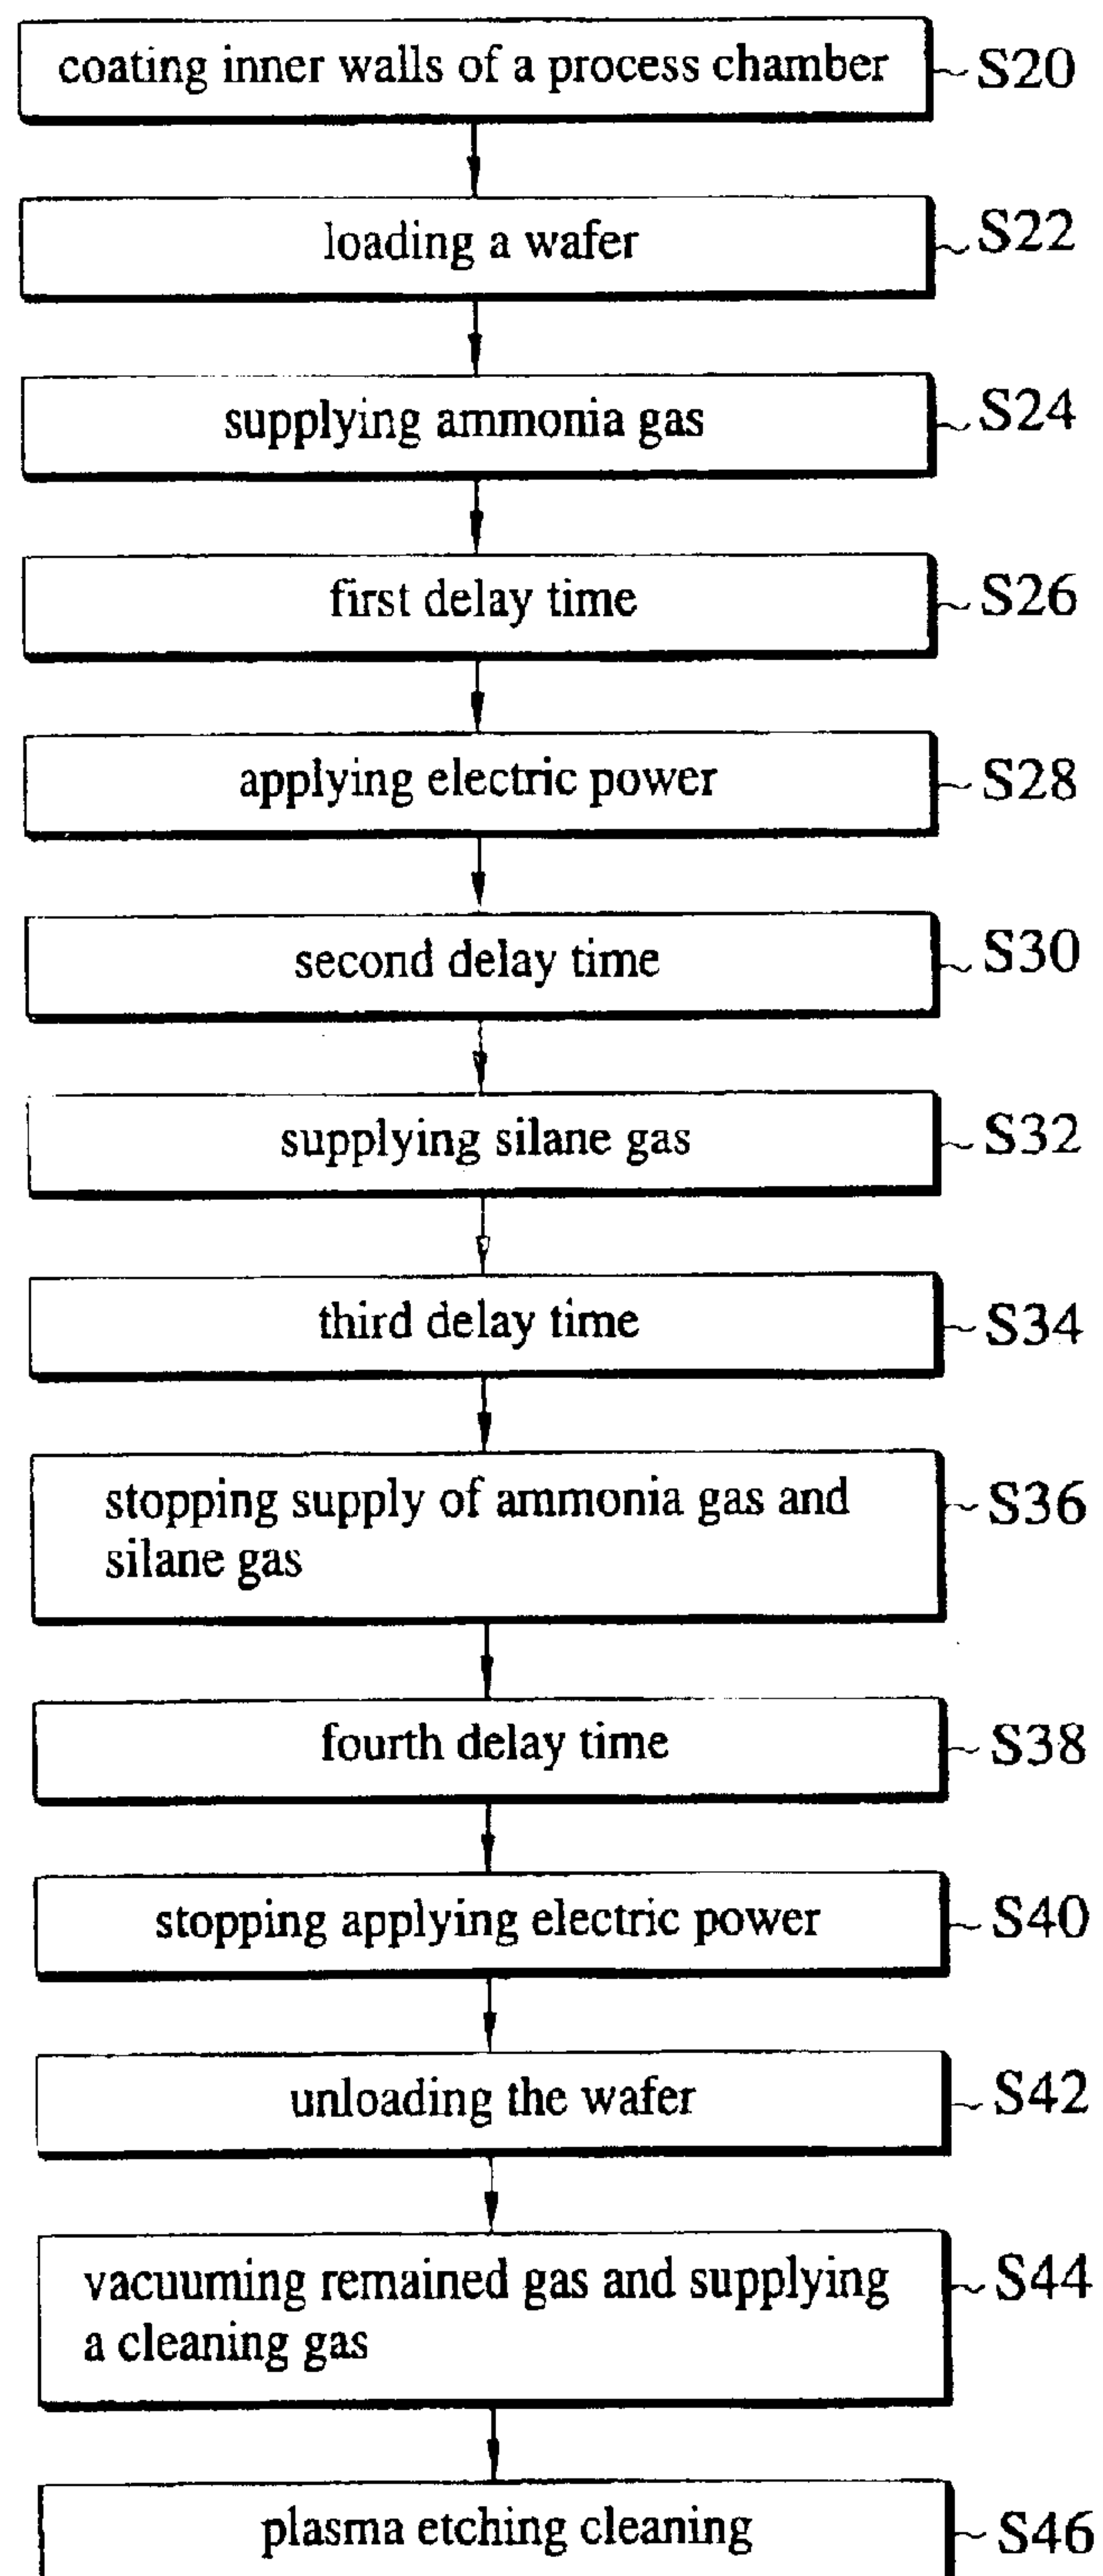 coating inner walls of a process chamber S20
loading a wafer S22
supplying ammonia gas S24
first delay time S26
applying electric power S28
second delay time S30
supplying silane gas S32
third delay time S34
stopping supply of ammonia gas and S36
silane gas
fourth delay time S38
stopping applying electric power S40
unloading the wafer S42
vacuuming remained gas and supplying S44
a cleaning gas
plasma etching cleaning S46